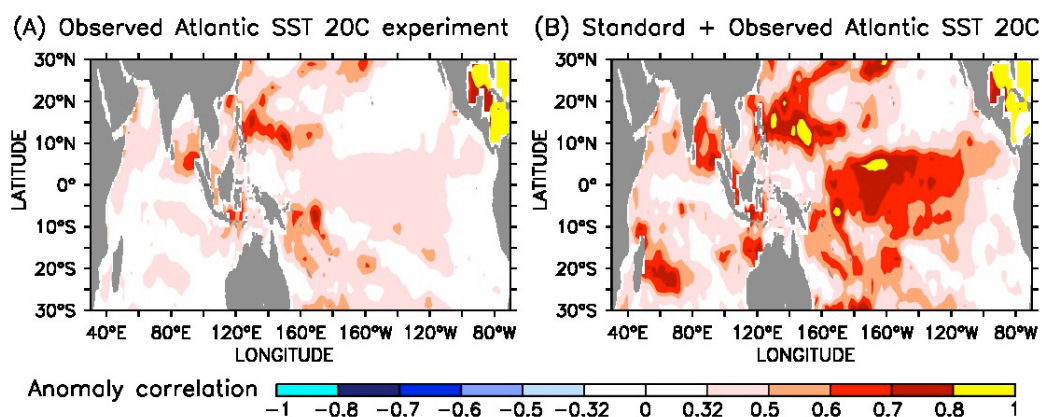 (A) Observed Atlantic SST 20C experiment
(B) Standard + Observed Atlantic SST 20C
30°N
20°N
10°N
0°
10°S
20°S
30°S
LATITUDE
40°E 80°E 120°E 160°E 160°W 120°W 80°W
LONGITUDE
30°N
20°N
10°N
0°
10°S
20°S
30°S
LATITUDE
40°E 80°E 120°E 160°E 160°W 120°W 80°W
LONGITUDE
Anomaly correlation
-1 -0.8 -0.7 -0.6 -0.5 -0.32 0 0.32 0.5 0.6 0.7 0.8 1